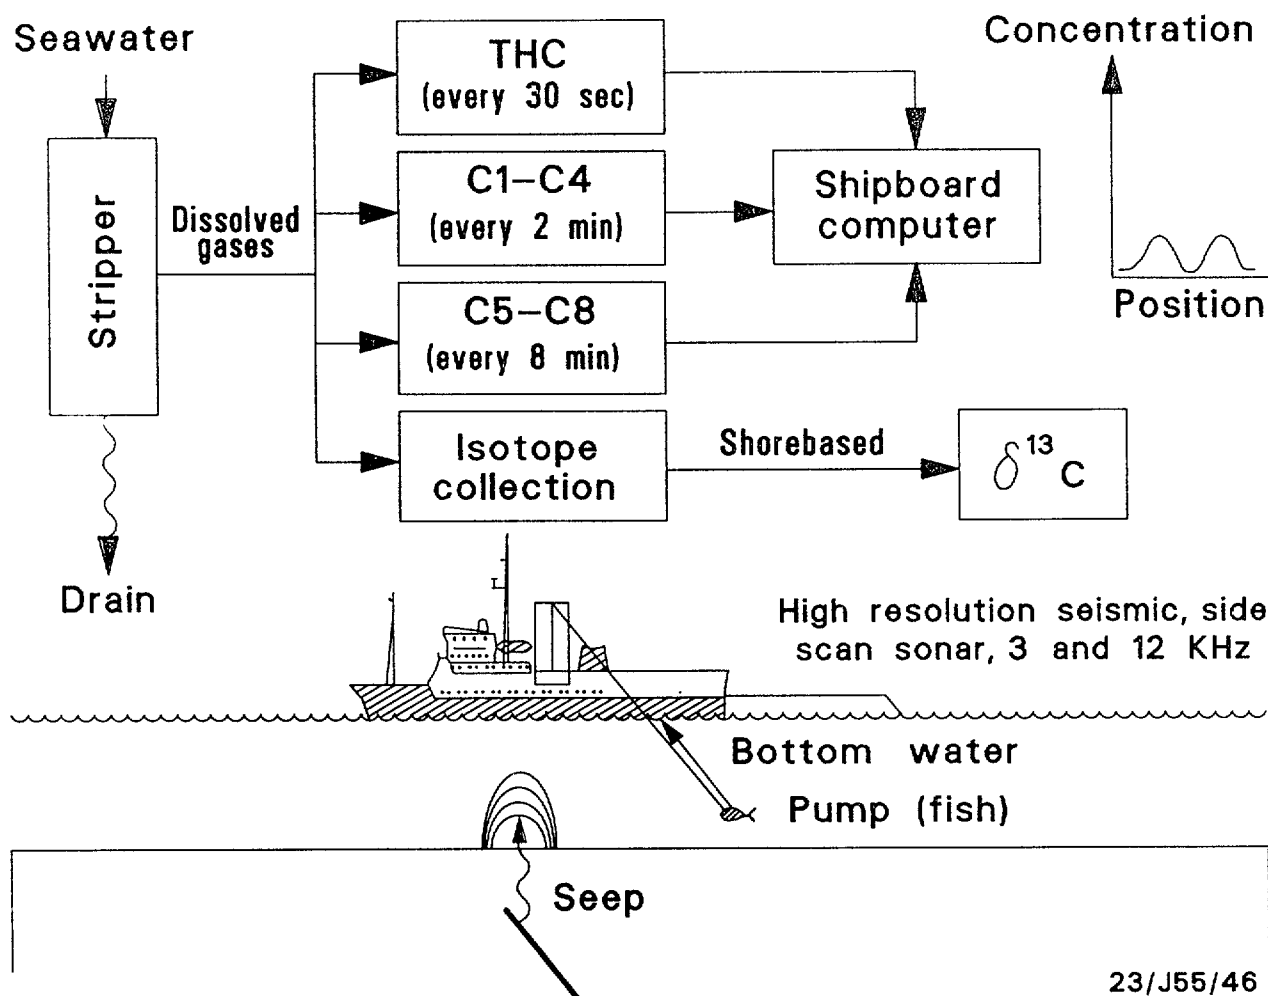 Seawater
Stripper
Drain
Dissolved
gases
THC
(every 30 sec)
C1–C4
(every 2 min)
C5–C8
(every 8 min)
Isotope
collection
Shipboard
computer
Shorebased
δ13C
Concentration
Position
High resolution seismic, side
scan sonar, 3 and 12 KHz
Bottom water
Pump (fish)
Seep
23/J55/46